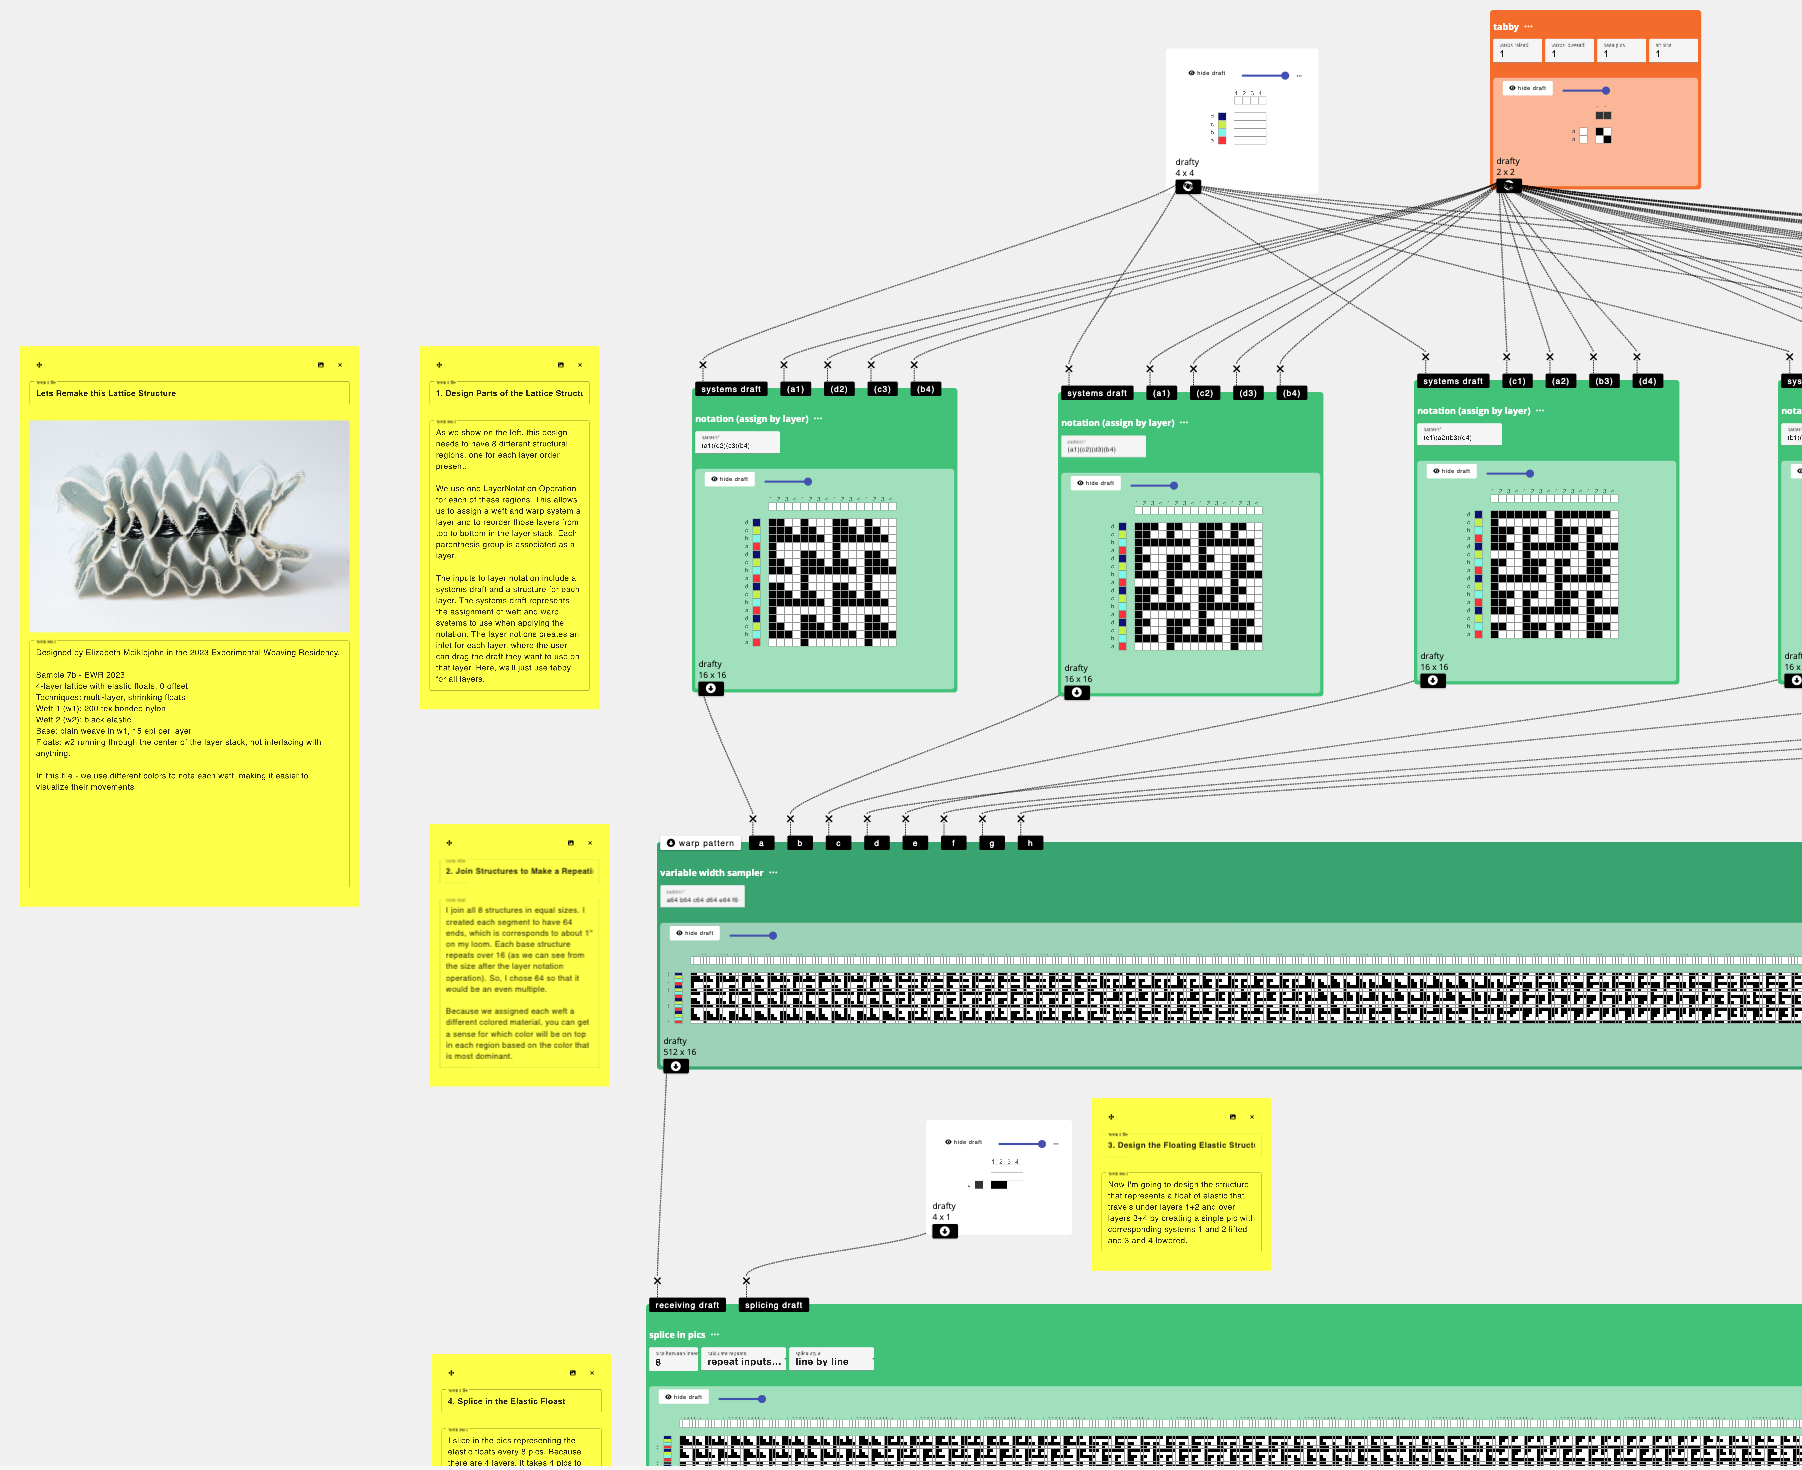 tabby ...
1 1 1 1
hide draft
drafty
2 x 2
hide draft
1 2 3 4
d
c
b
a
drafty
4 x 4
Lets Remake this Lattice Structure
Designed by Elizabeth Meiklejohn in the 2023 Experimental Weaving Residency.
Sample 7b - EWR 2023
4-layer lattice with elastic floats, 0 offset
Techniques: multi-layer, shrinking floats
Weft 1 (w1): 200 tex bonded nylon
Weft 2 (w2): black elastic
Base: plain weave in w1, 15 epi per layer
Floats: w2 running through the center of the layer stack, not interlacing with
anything.
In this file - we use different colors to note each weft, making it easier to
visualize their movements
1. Design Parts of the Lattice Struct
As we show on the left, this design
needs to have 8 different structural
regions, one for each layer order
present.
We use one LayerNotation Operation
for each of these regions. This allows
us to assign a weft and warp system a
layer and to reorder those layers from
top to bottom in the layer stack. Each
parenthesis group is associated as a
layer.
The inputs to layer notation include a
systems draft and a structure for each
layer. The systems draft represents
the assignment of weft and warp
systems to use when applying the
notation. The layer notions creates an
inlet for each layer, where the user
can drag the draft they want to use on
that layer. Here, we'll just use tabby
for all layers.
systems draft (a1) (d2) (c3) (b4)
notation (assign by layer) ...
pattern*
(a1)(d2)(c3)(b4)
hide draft
drafty
16 x 16
systems draft (a1) (c2) (d3) (b4)
notation (assign by layer) ...
pattern*
(a1)(c2)(d3)(b4)
hide draft
drafty
16 x 16
systems draft (c1) (a2) (b3) (d4)
notation (assign by layer) ...
pattern*
(c1)(a2)(b3)(d4)
hide draft
drafty
16 x 16
sys
nota
(b1)
draft
16 x
2. Join Structures to Make a Repeati
I join all 8 structures in equal sizes. I
created each segment to have 64
ends, which is corresponds to about 1"
on my loom. Each base structure
repeats over 16 (as we can see from
the size after the layer notation
operation). So, I chose 64 so that it
would be an even multiple.
Because we assigned each weft a
different colored material, you can get
a sense for which color will be on top
in each region based on the color that
is most dominant.
warp pattern a b c d e f g h
variable width sampler ...
pattern*
a64 b64 c64 d64 e64 f6
hide draft
drafty
512 x 16
hide draft ...
1 2 3 4
drafty
4 x 1
3. Design the Floating Elastic Struct
Now I'm going to design the structure
that represents a float of elastic that
travels under layers 1+2 and over
layers 3+4 by creating a single pic with
corresponding systems 1 and 2 lifted
and 3 and 4 lowered.
receiving draft splicing draft
splice in pics ...
8
calculate repeats
repeat inputs...
splice style
line by line
hide draft
4. Splice in the Elastic Floast
I slice in the pics representing the
elastic floats every 8 pics. Because
there are 4 layers, it takes 4 pics to